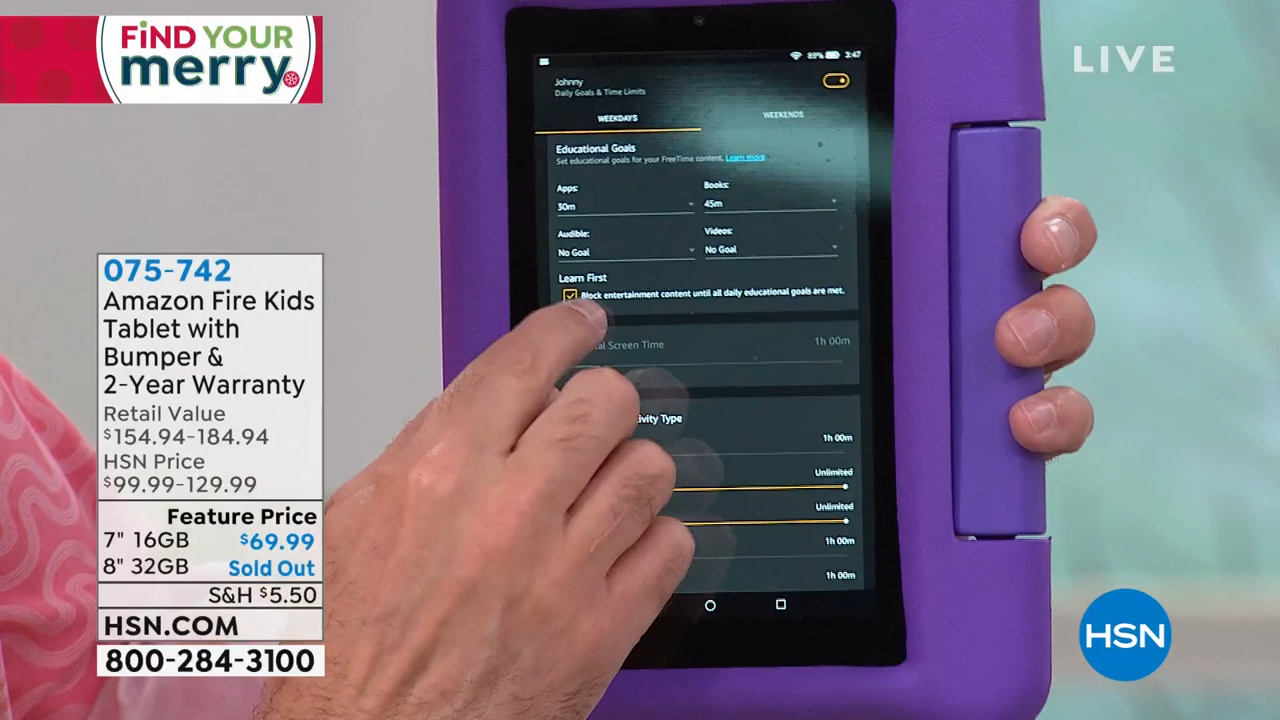 FiND YOUR
merry
LIVE
075-742
Amazon Fire Kids
Tablet with
Bumper &
2-Year Warranty
Retail Value
$154.94-184.94
HSN Price
$99.99-129.99
Feature Price
7" 16GB $69.99
8" 32GB Sold Out
S&H $5.50
HSN.COM
800-284-3100
89% 3:47
Johnny
Daily Goals & Time Limits
WEEKDAYS WEEKENDS
Educational Goals
Set educational goals for your FreeTime content. Learn more
Apps: Books:
30m 45m
Audible: Videos:
No Goal No Goal
Learn First
Block entertainment content until all daily educational goals are met.
Screen Time 1h 00m
Type
1h 00m
Unlimited
Unlimited
1h 00m
1h 00m
HSN